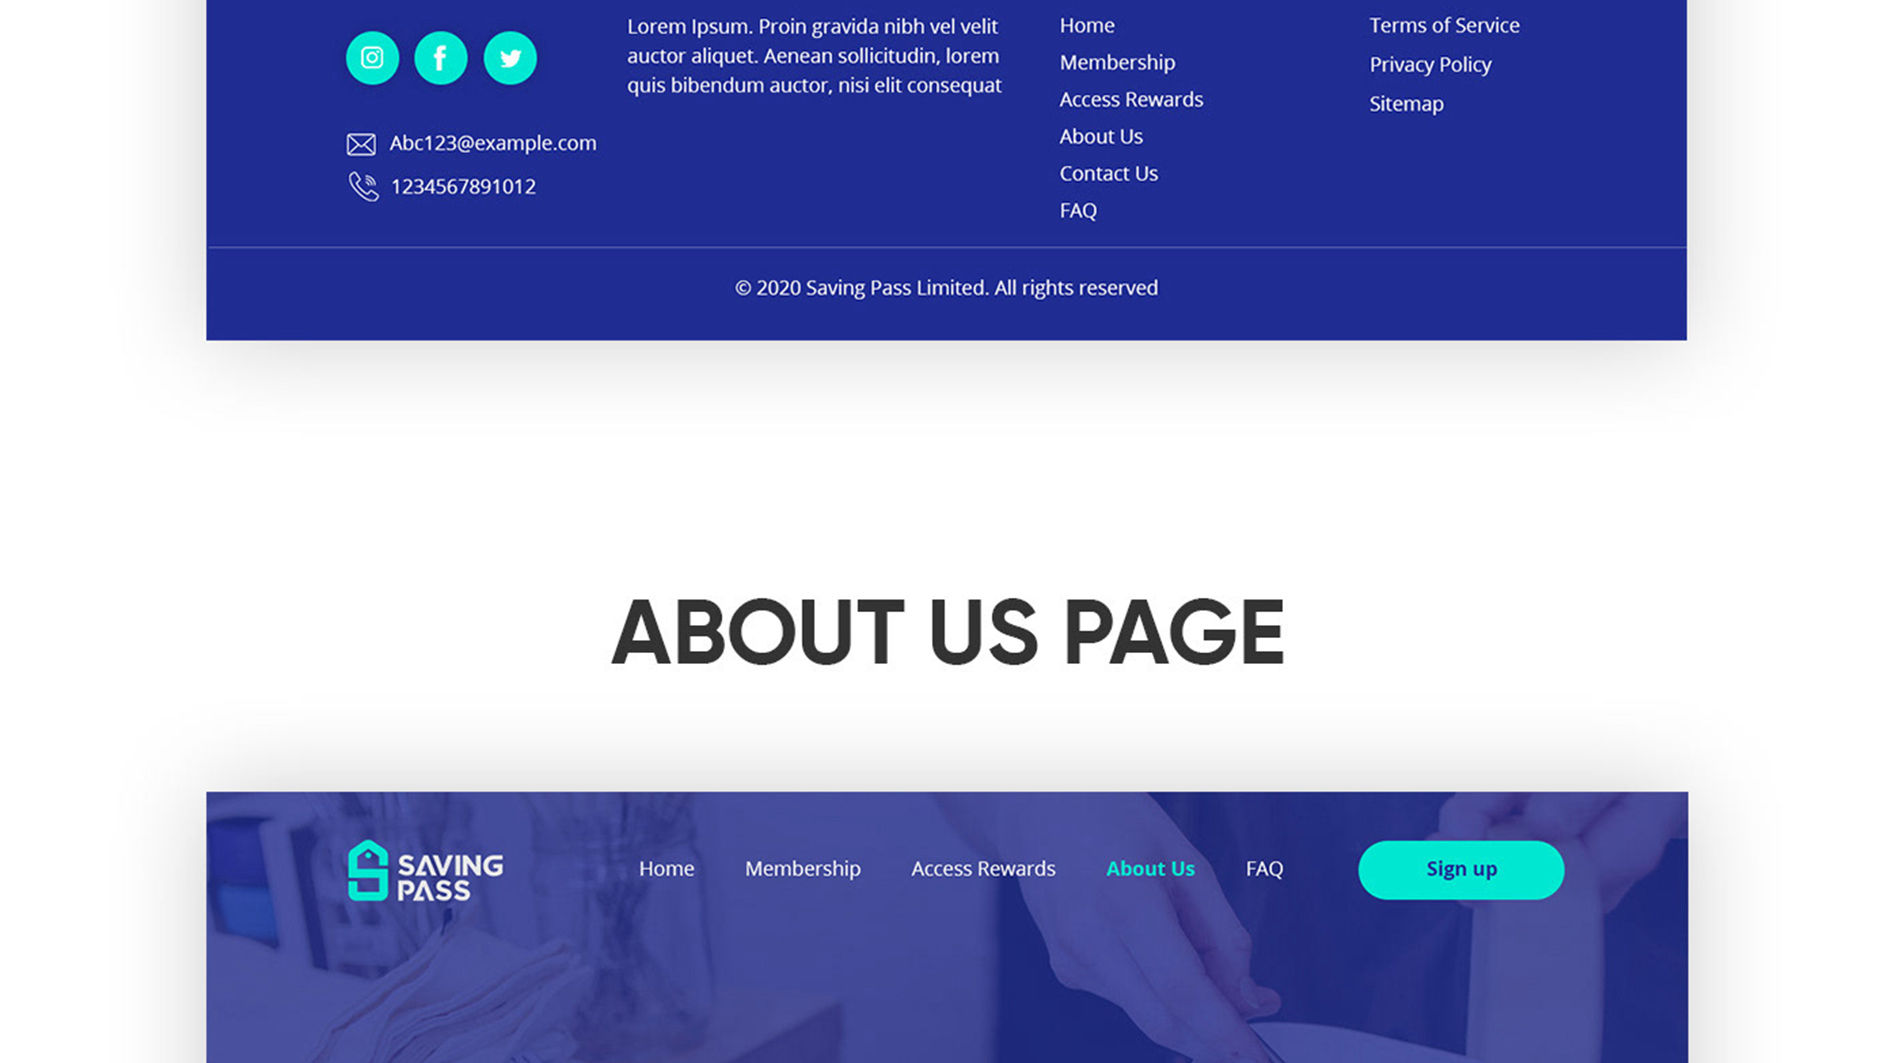 Lorem Ipsum. Proin gravida nibh vel velit
auctor aliquet. Aenean sollicitudin, lorem
quis bibendum auctor, nisi elit consequat
Abc123@example.com
1234567891012
Home
Membership
Access Rewards
About Us
Contact Us
FAQ
Terms of Service
Privacy Policy
Sitemap
© 2020 Saving Pass Limited. All rights reserved
ABOUT US PAGE
SAVING
PASS
Home Membership Access Rewards About Us FAQ Sign up